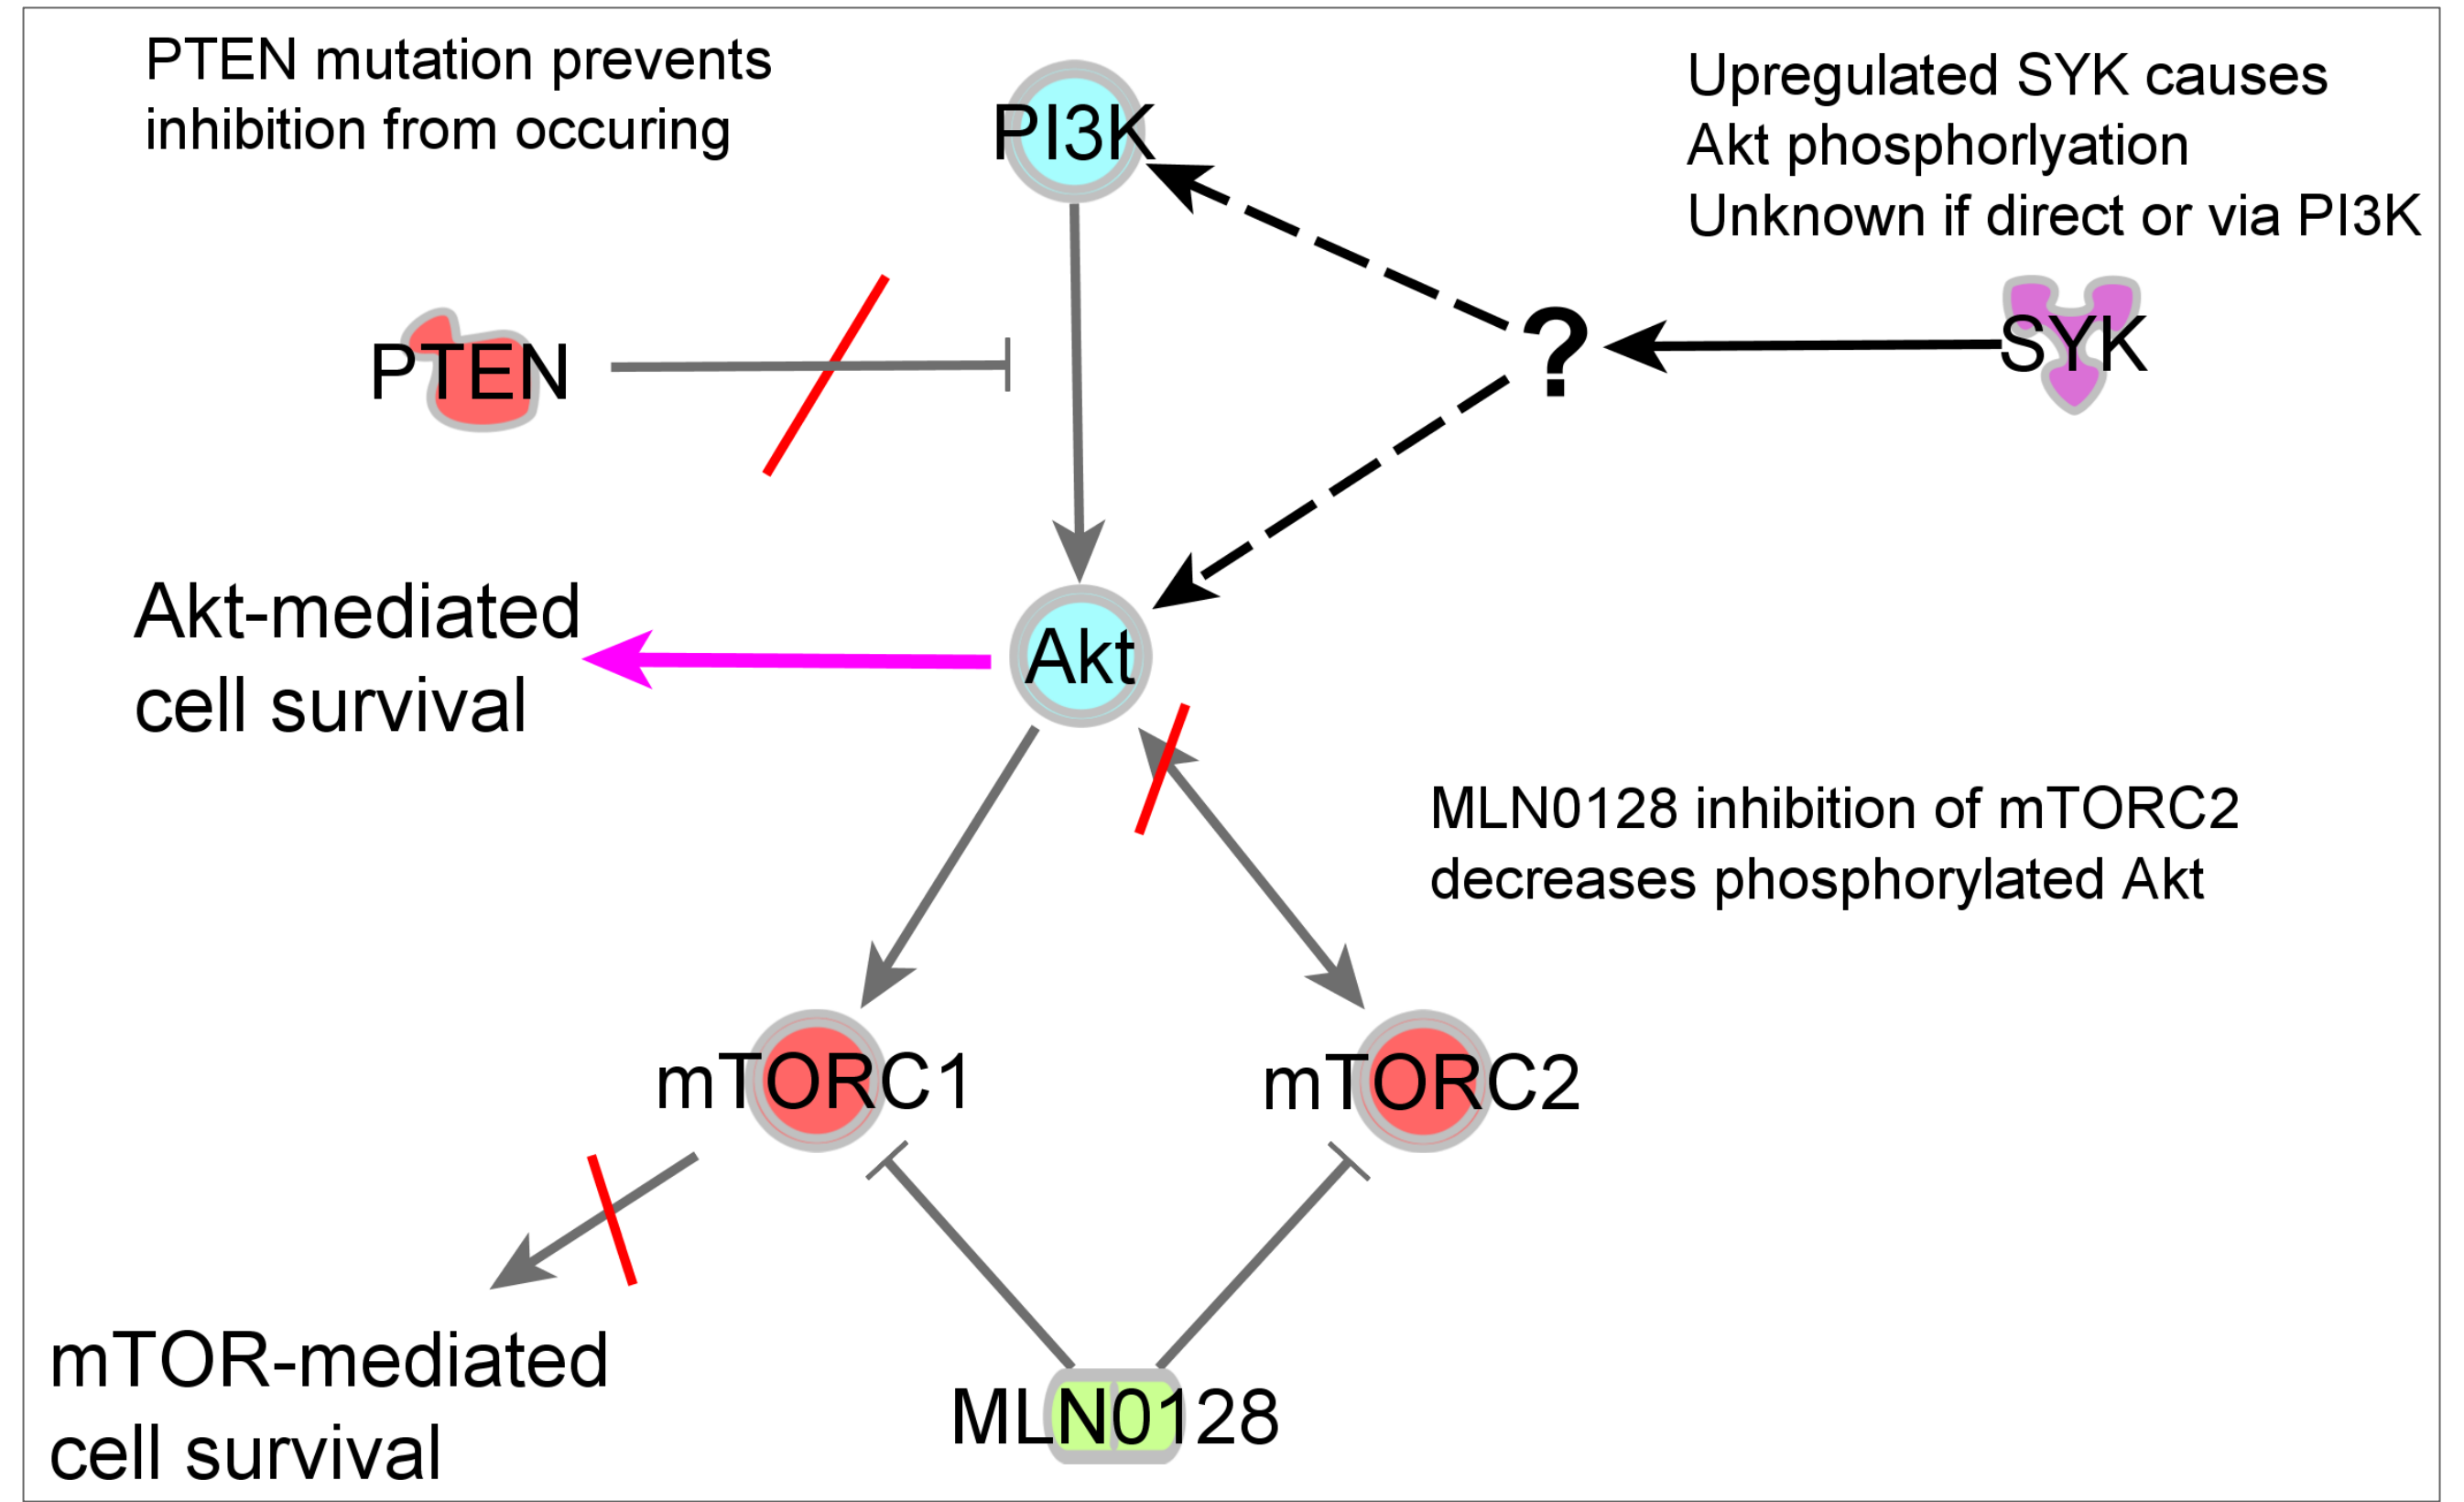 PTEN mutation prevents
inhibition from occuring
PI3K
Upregulated SYK causes
Akt phosphorlyation
Unknown if direct or via PI3K
PTEN
?
SYK
Akt-mediated
cell survival
Akt
MLN0128 inhibition of mTORC2
decreases phosphorylated Akt
mTORC1
mTORC2
mTOR-mediated
cell survival
MLN0128